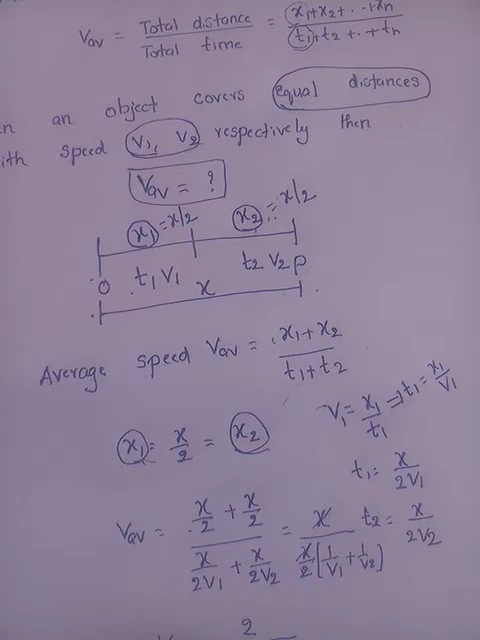 Vav = Total distance / Total time = x₁+x₂+..+xn / t₁+t₂+..+tn
an object covers equal distances
ith speed V₁, V₂ respectively then
Vav = ?
x₁ = x/2 x₂ = x/2
O t₁ V₁ t₂ V₂ P
x
Average speed Vav = x₁+x₂ / t₁+t₂
V₁ = x₁/t₁ ⇒ t₁ = x₁/V₁
x₁ = x/2 = x₂
t₁ = x/2V₁
Vav = (x/2 + x/2) / (x/2V₁ + x/2V₂) = x / (x/2 [1/V₁ + 1/V₂]) t₂ = x/2V₂
2